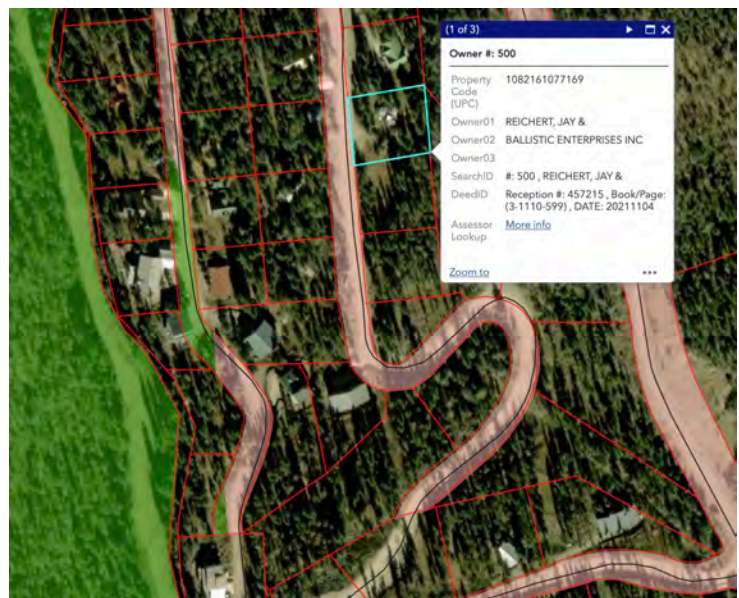 (1 of 3)
Owner #: 500
Property Code (UPC) 1082161077169
Owner01 REICHERT, JAY &
Owner02 BALLISTIC ENTERPRISES INC
Owner03
SearchID #: 500 , REICHERT, JAY &
DeedID Reception #: 457215 , Book/Page:
(3-1110-599) , DATE: 20211104
Assessor Lookup More info
Zoom to